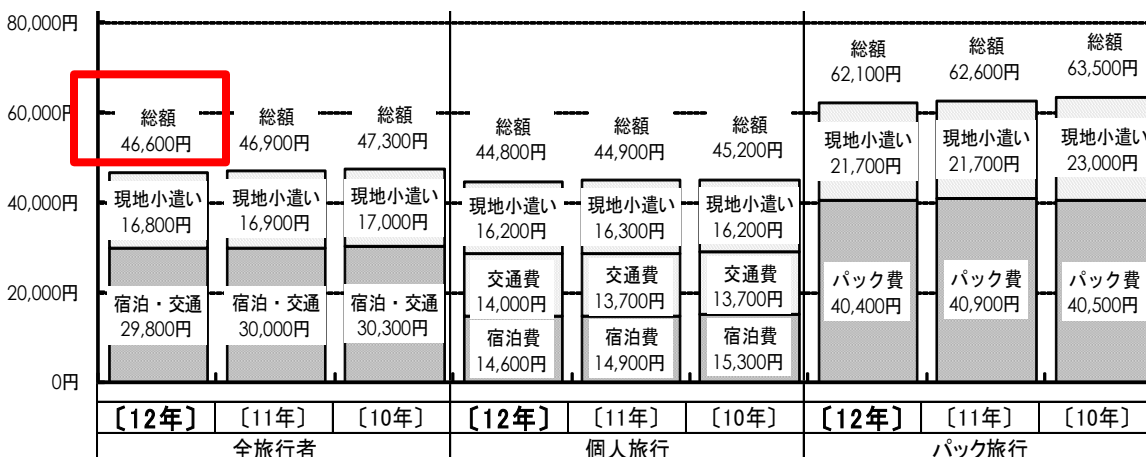 80,000円
60,000円
40,000円
20,000円
0円
総額
46,600円
現地小遣い
16,800円
宿泊・交通
29,800円
総額
46,900円
現地小遣い
16,900円
宿泊・交通
30,000円
総額
47,300円
現地小遣い
17,000円
宿泊・交通
30,300円
総額
44,800円
現地小遣い
16,200円
交通費
14,000円
宿泊費
14,600円
総額
44,900円
現地小遣い
16,300円
交通費
13,700円
宿泊費
14,900円
総額
45,200円
現地小遣い
16,200円
交通費
13,700円
宿泊費
15,300円
総額
62,100円
現地小遣い
21,700円
パック費
40,400円
総額
62,600円
現地小遣い
21,700円
パック費
40,900円
総額
63,500円
現地小遣い
23,000円
パック費
40,500円
〔12年〕 〔11年〕 〔10年〕 〔12年〕 〔11年〕 〔10年〕 〔12年〕 〔11年〕 〔10年〕
全旅行者 個人旅行 パック旅行